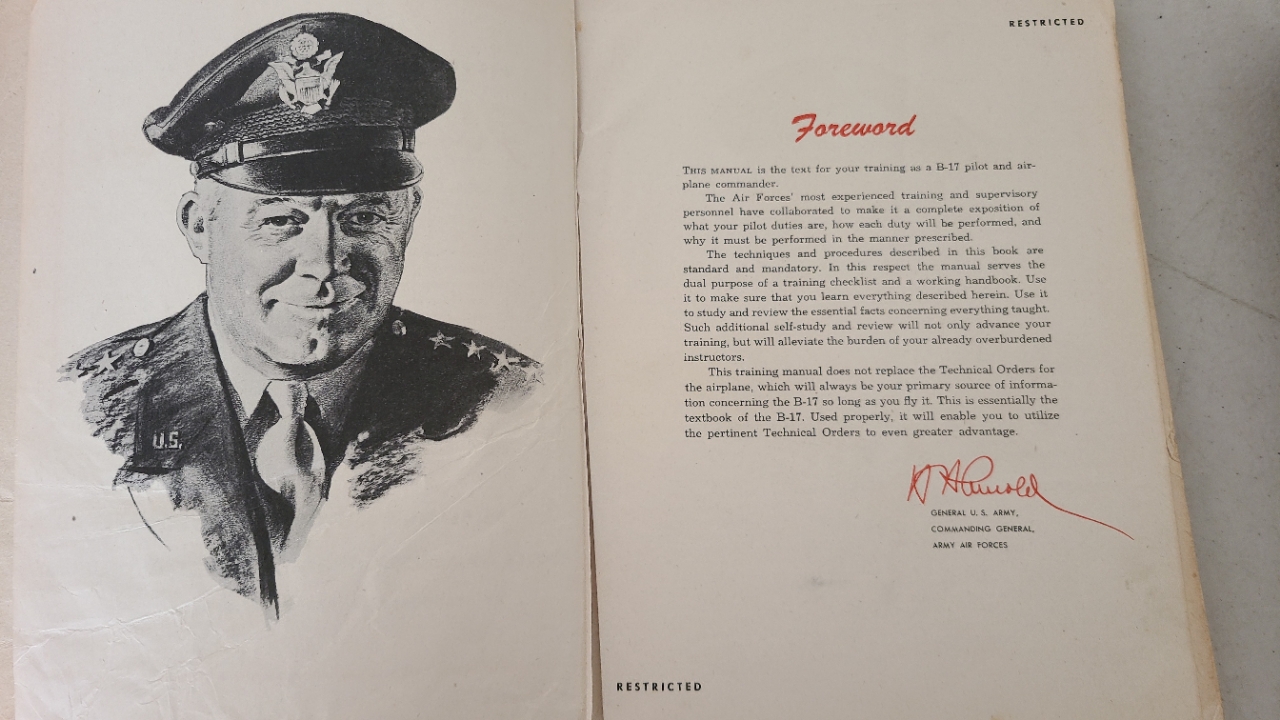 U.S.
RESTRICTED
Foreword
THIS MANUAL is the text for your training as a B-17 pilot and air-
plane commander.
The Air Forces' most experienced training and supervisory
personnel have collaborated to make it a complete exposition of
what your pilot duties are, how each duty will be performed, and
why it must be performed in the manner prescribed.
The techniques and procedures described in this book are
standard and mandatory. In this respect the manual serves the
dual purpose of a training checklist and a working handbook. Use
it to make sure that you learn everything described herein. Use it
to study and review the essential facts concerning everything taught.
Such additional self-study and review will not only advance your
training, but will alleviate the burden of your already overburdened
instructors.
This training manual does not replace the Technical Orders for
the airplane, which will always be your primary source of informa-
tion concerning the B-17 so long as you fly it. This is essentially the
textbook of the B-17. Used properly, it will enable you to utilize
the pertinent Technical Orders to even greater advantage.
H H Arnold
GENERAL U. S. ARMY,
COMMANDING GENERAL,
ARMY AIR FORCES
RESTRICTED